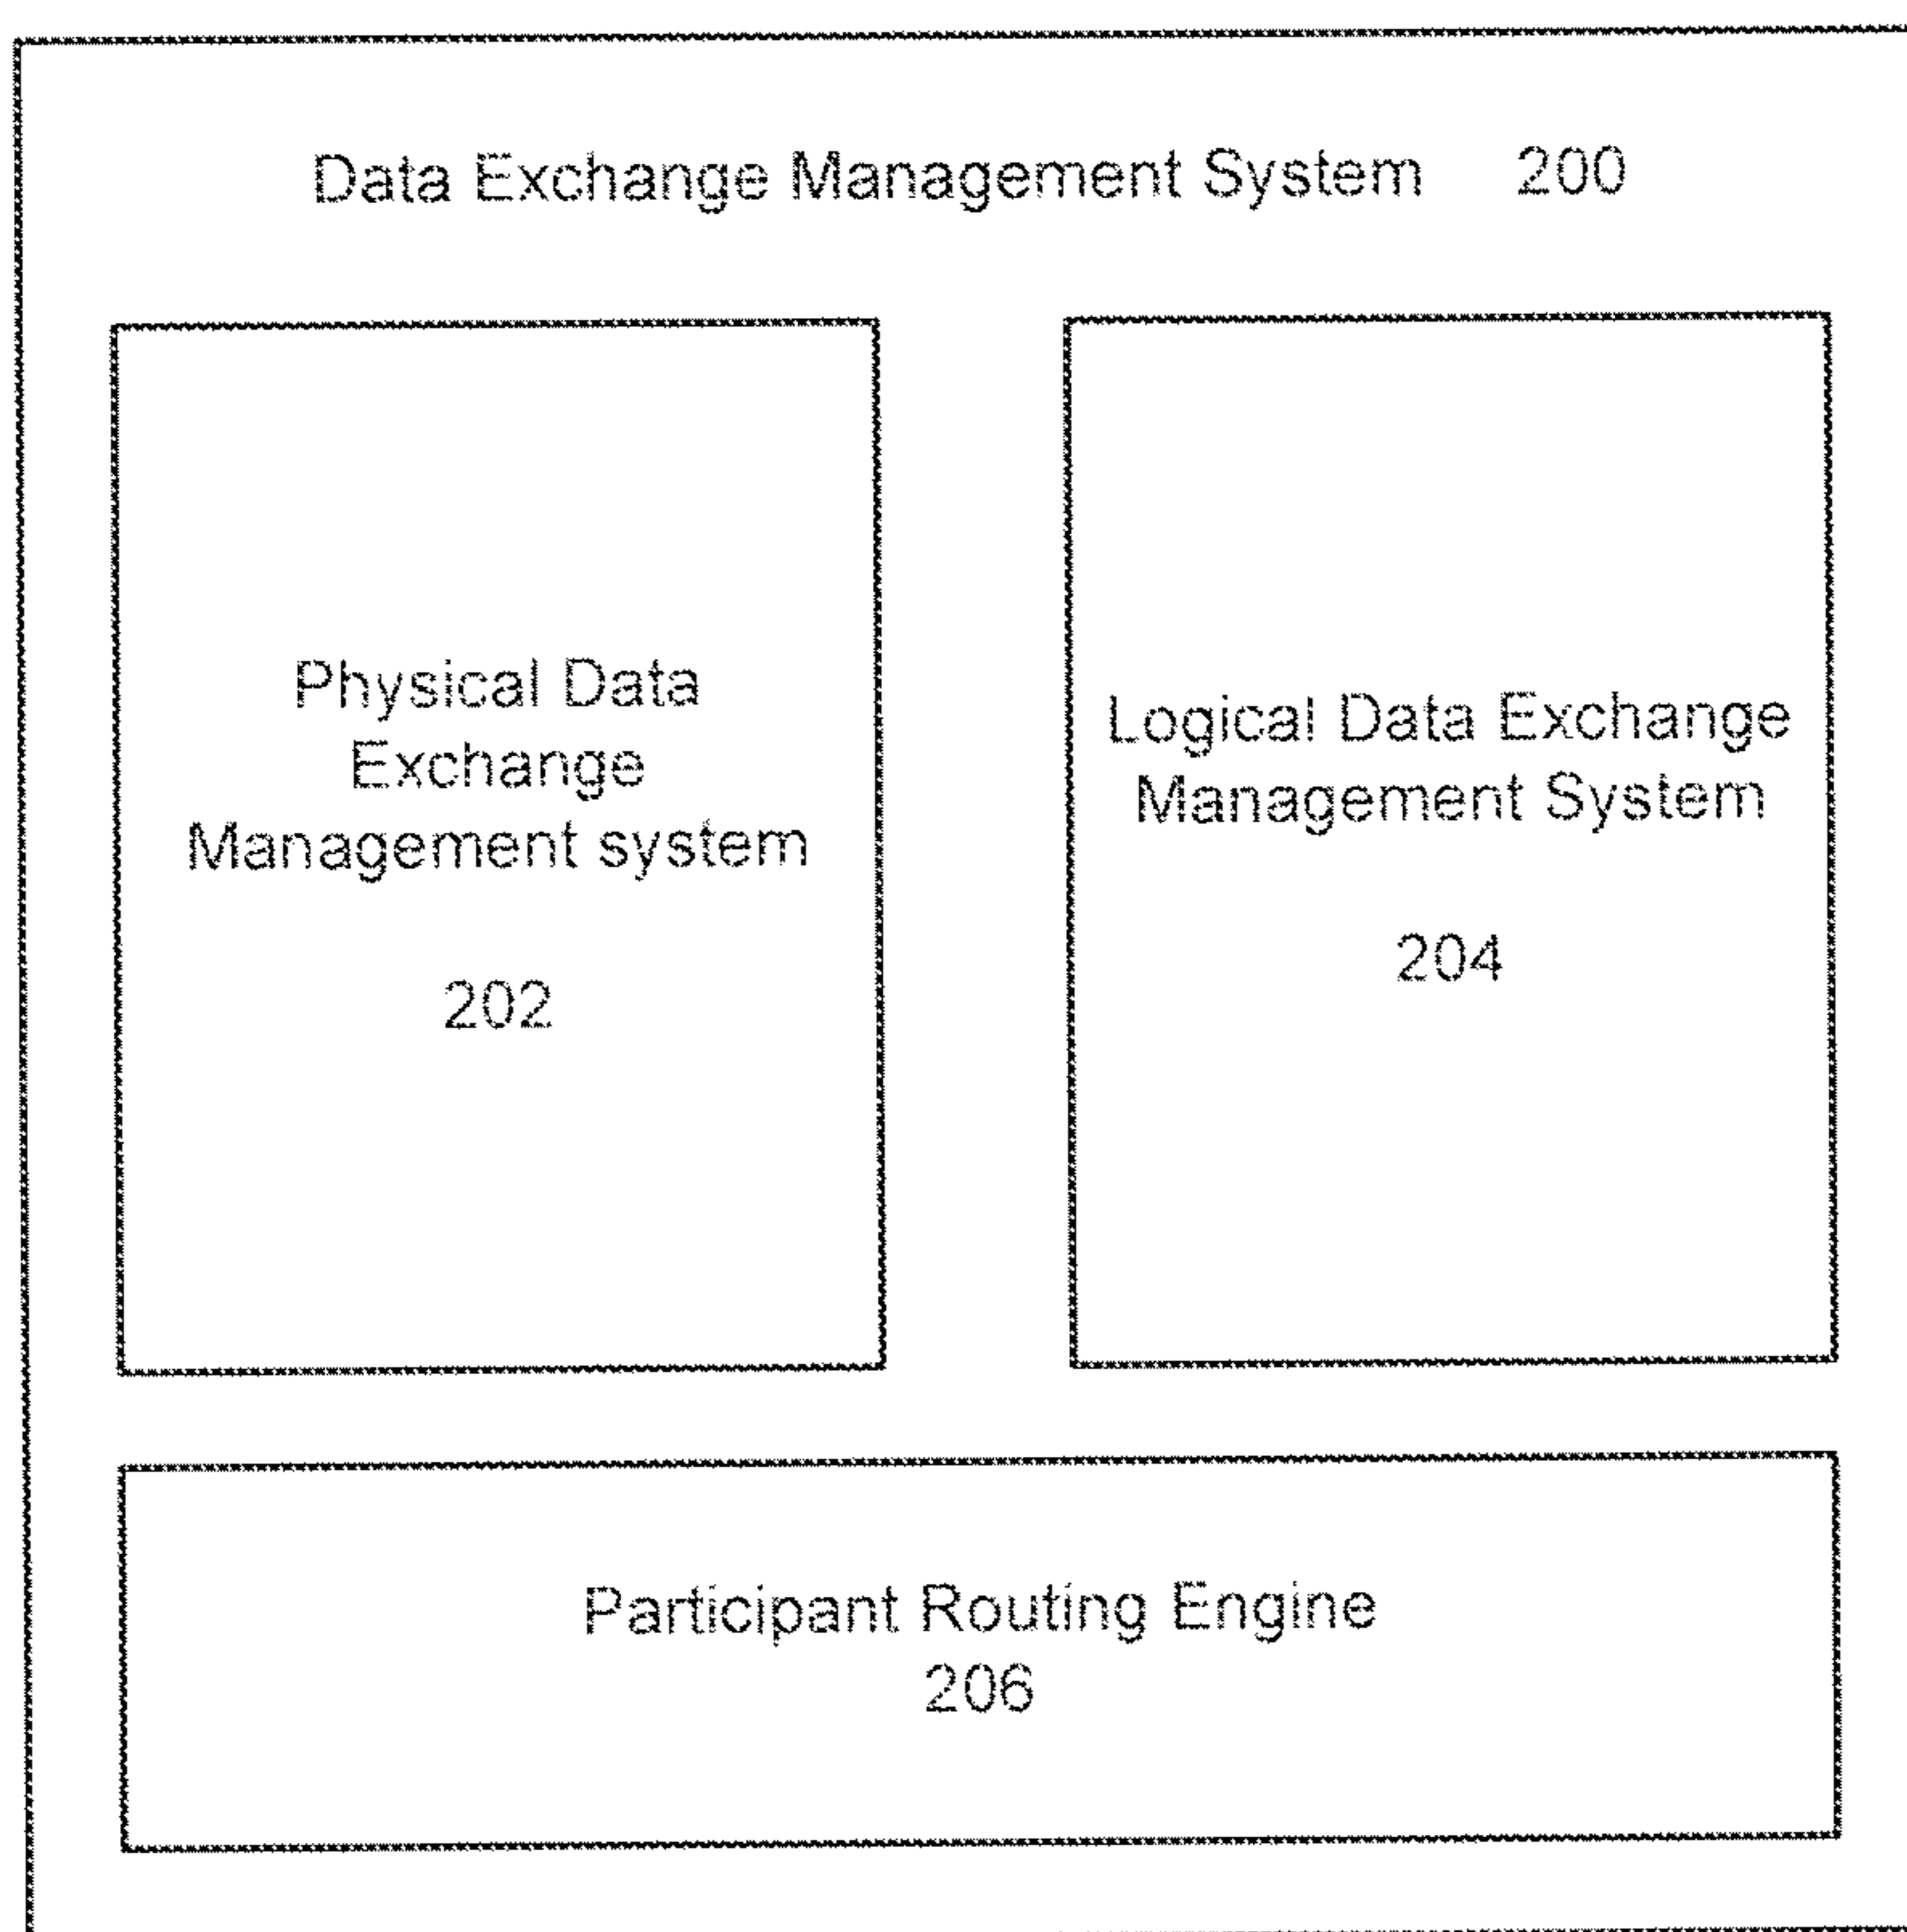 Data Exchange Management System 200
Physical Data
Exchange
Management system
202
Logical Data Exchange
Management System
204
Participant Routing Engine
206